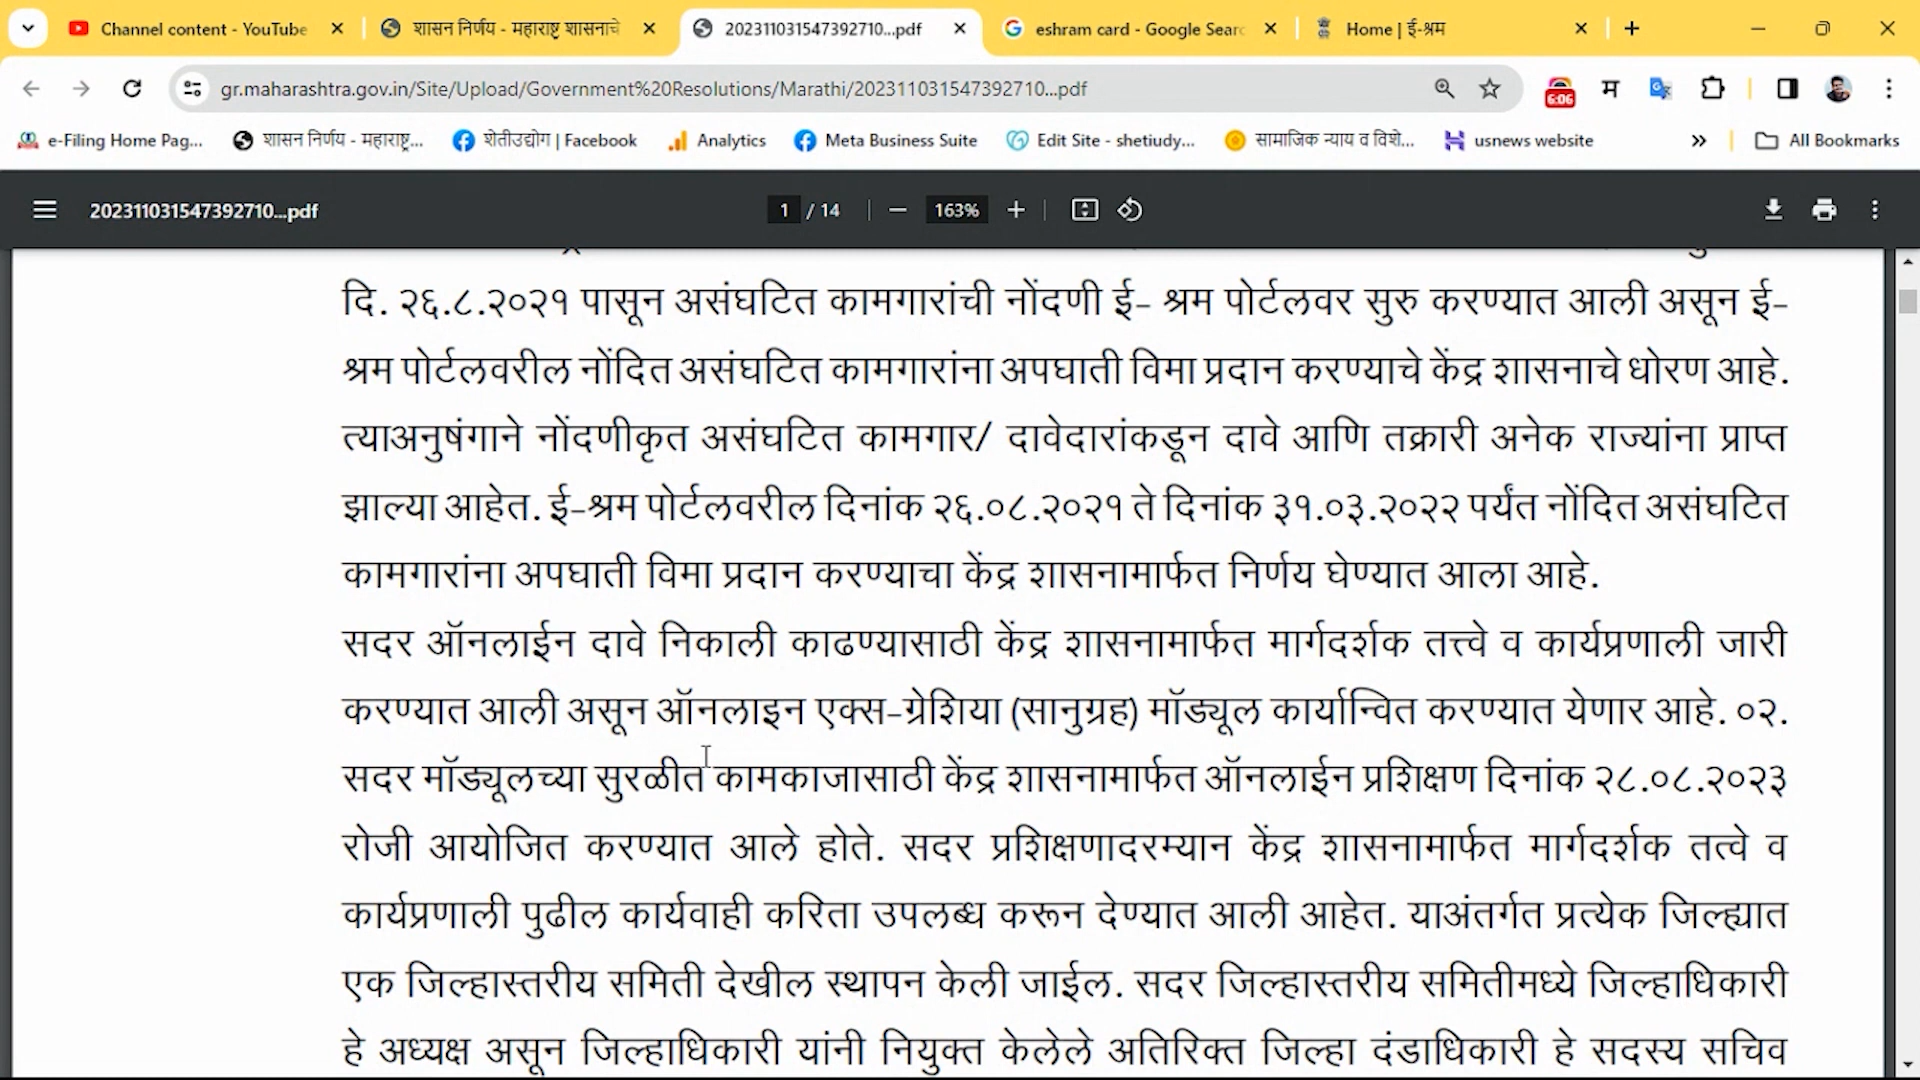 Channel content - YouTube
शासन निर्णय - महाराष्ट्र शासनाचे
202311031547392710...pdf
eshram card - Google Searc
Home | ई-श्रम
gr.maharashtra.gov.in/Site/Upload/Government%20Resolutions/Marathi/202311031547392710...pdf
6:06
म
e-Filing Home Pag...
शासन निर्णय - महाराष्ट्र...
शेतीउद्योग | Facebook
Analytics
Meta Business Suite
Edit Site - shetiudy...
सामाजिक न्याय व विशे...
usnews website
All Bookmarks
202311031547392710...pdf
1 / 14
163%
दि. २६.८.२०२१ पासून असंघटित कामगारांची नोंदणी ई- श्रम पोर्टलवर सुरु करण्यात आली असून ई-
श्रम पोर्टलवरील नोंदित असंघटित कामगारांना अपघाती विमा प्रदान करण्याचे केंद्र शासनाचे धोरण आहे.
त्याअनुषंगाने नोंदणीकृत असंघटित कामगार/ दावेदारांकडून दावे आणि तक्रारी अनेक राज्यांना प्राप्त
झाल्या आहेत. ई-श्रम पोर्टलवरील दिनांक २६.०८.२०२१ ते दिनांक ३१.०३.२०२२ पर्यंत नोंदित असंघटित
कामगारांना अपघाती विमा प्रदान करण्याचा केंद्र शासनामार्फत निर्णय घेण्यात आला आहे.
सदर ऑनलाईन दावे निकाली काढण्यासाठी केंद्र शासनामार्फत मार्गदर्शक तत्त्वे व कार्यप्रणाली जारी
करण्यात आली असून ऑनलाइन एक्स-ग्रेशिया (सानुग्रह) मॉड्यूल कार्यान्वित करण्यात येणार आहे. ०२.
सदर मॉड्यूलच्या सुरळीत कामकाजासाठी केंद्र शासनामार्फत ऑनलाईन प्रशिक्षण दिनांक २८.०८.२०२३
रोजी आयोजित करण्यात आले होते. सदर प्रशिक्षणादरम्यान केंद्र शासनामार्फत मार्गदर्शक तत्वे व
कार्यप्रणाली पुढील कार्यवाही करिता उपलब्ध करून देण्यात आली आहेत. याअंतर्गत प्रत्येक जिल्ह्यात
एक जिल्हास्तरीय समिती देखील स्थापन केली जाईल. सदर जिल्हास्तरीय समितीमध्ये जिल्हाधिकारी
हे अध्यक्ष असून जिल्हाधिकारी यांनी नियुक्त केलेले अतिरिक्त जिल्हा दंडाधिकारी हे सदस्य सचिव